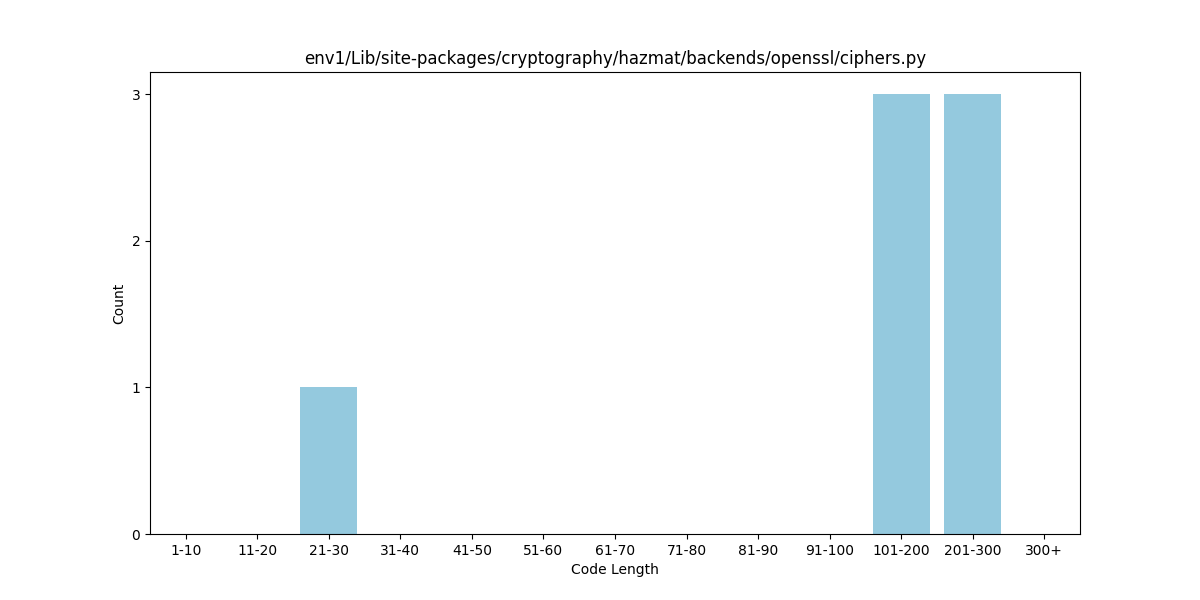 env1/Lib/site-packages/cryptography/hazmat/backends/openssl/ciphers.py
3
2
1
0
Count
1-10 11-20 21-30 31-40 41-50 51-60 61-70 71-80 81-90 91-100 101-200 201-300 300+
Code Length